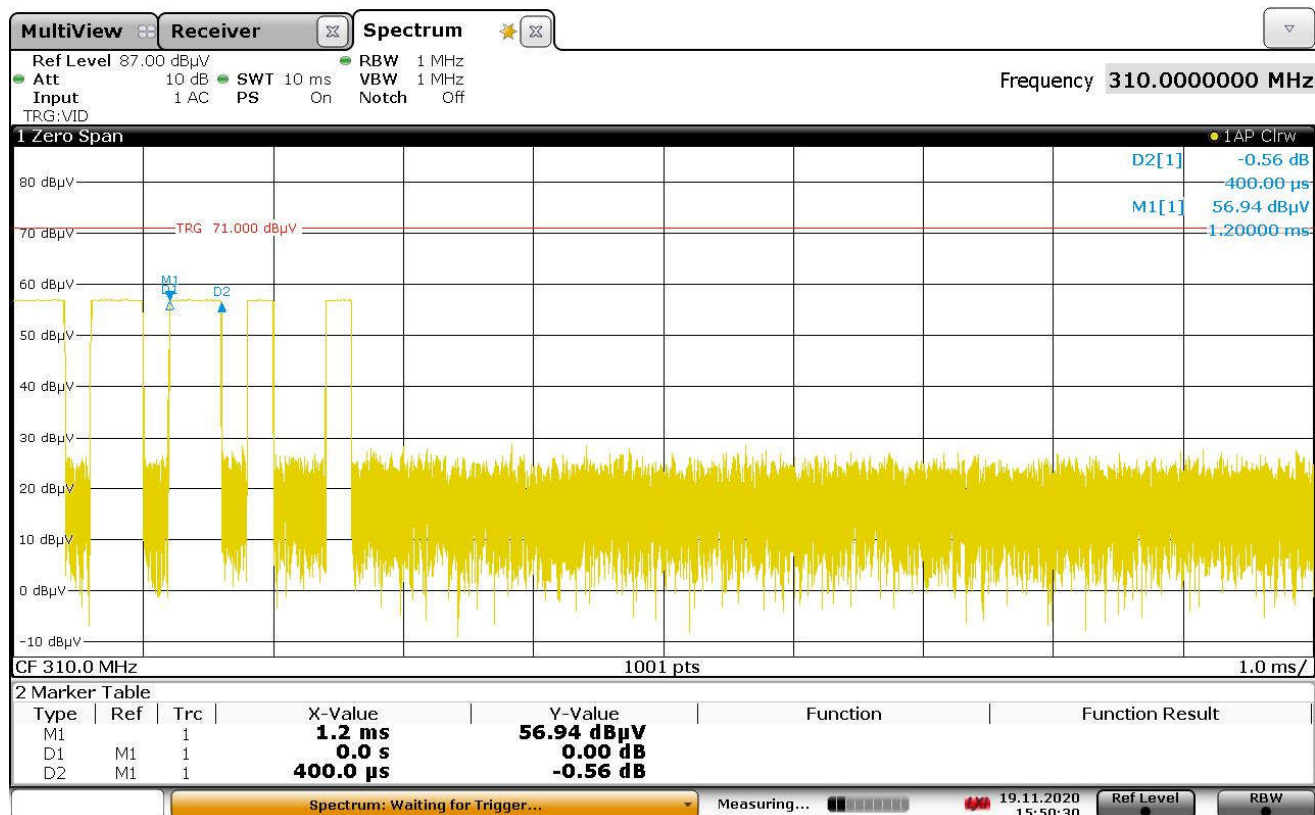 MultiView Receiver Spectrum
Ref Level 87.00 dBµV RBW 1 MHz
Att 10 dB SWT 10 ms VBW 1 MHz
Frequency 310.0000000 MHz
Input 1 AC PS On Notch Off
TRG:VID
1 Zero Span 1AP Clrw
D2[1] -0.56 dB
80 dBµV 400.00 µs
M1[1] 56.94 dBµV
TRG 71.000 dBµV
70 dBµV 1.20000 ms
M1
60 dBµV D1 D2
50 dBµV
40 dBµV
30 dBµV
20 dBµV
10 dBµV
0 dBµV
-10 dBµV
CF 310.0 MHz 1001 pts 1.0 ms/
2 Marker Table
Type Ref Trc X-Value Y-Value Function Function Result
M1 1 1.2 ms 56.94 dBµV
D1 M1 1 0.0 s 0.00 dB
D2 M1 1 400.0 µs -0.56 dB
Spectrum: Waiting for Trigger... Measuring... LXI 19.11.2020 Ref Level RBW
15:50:30